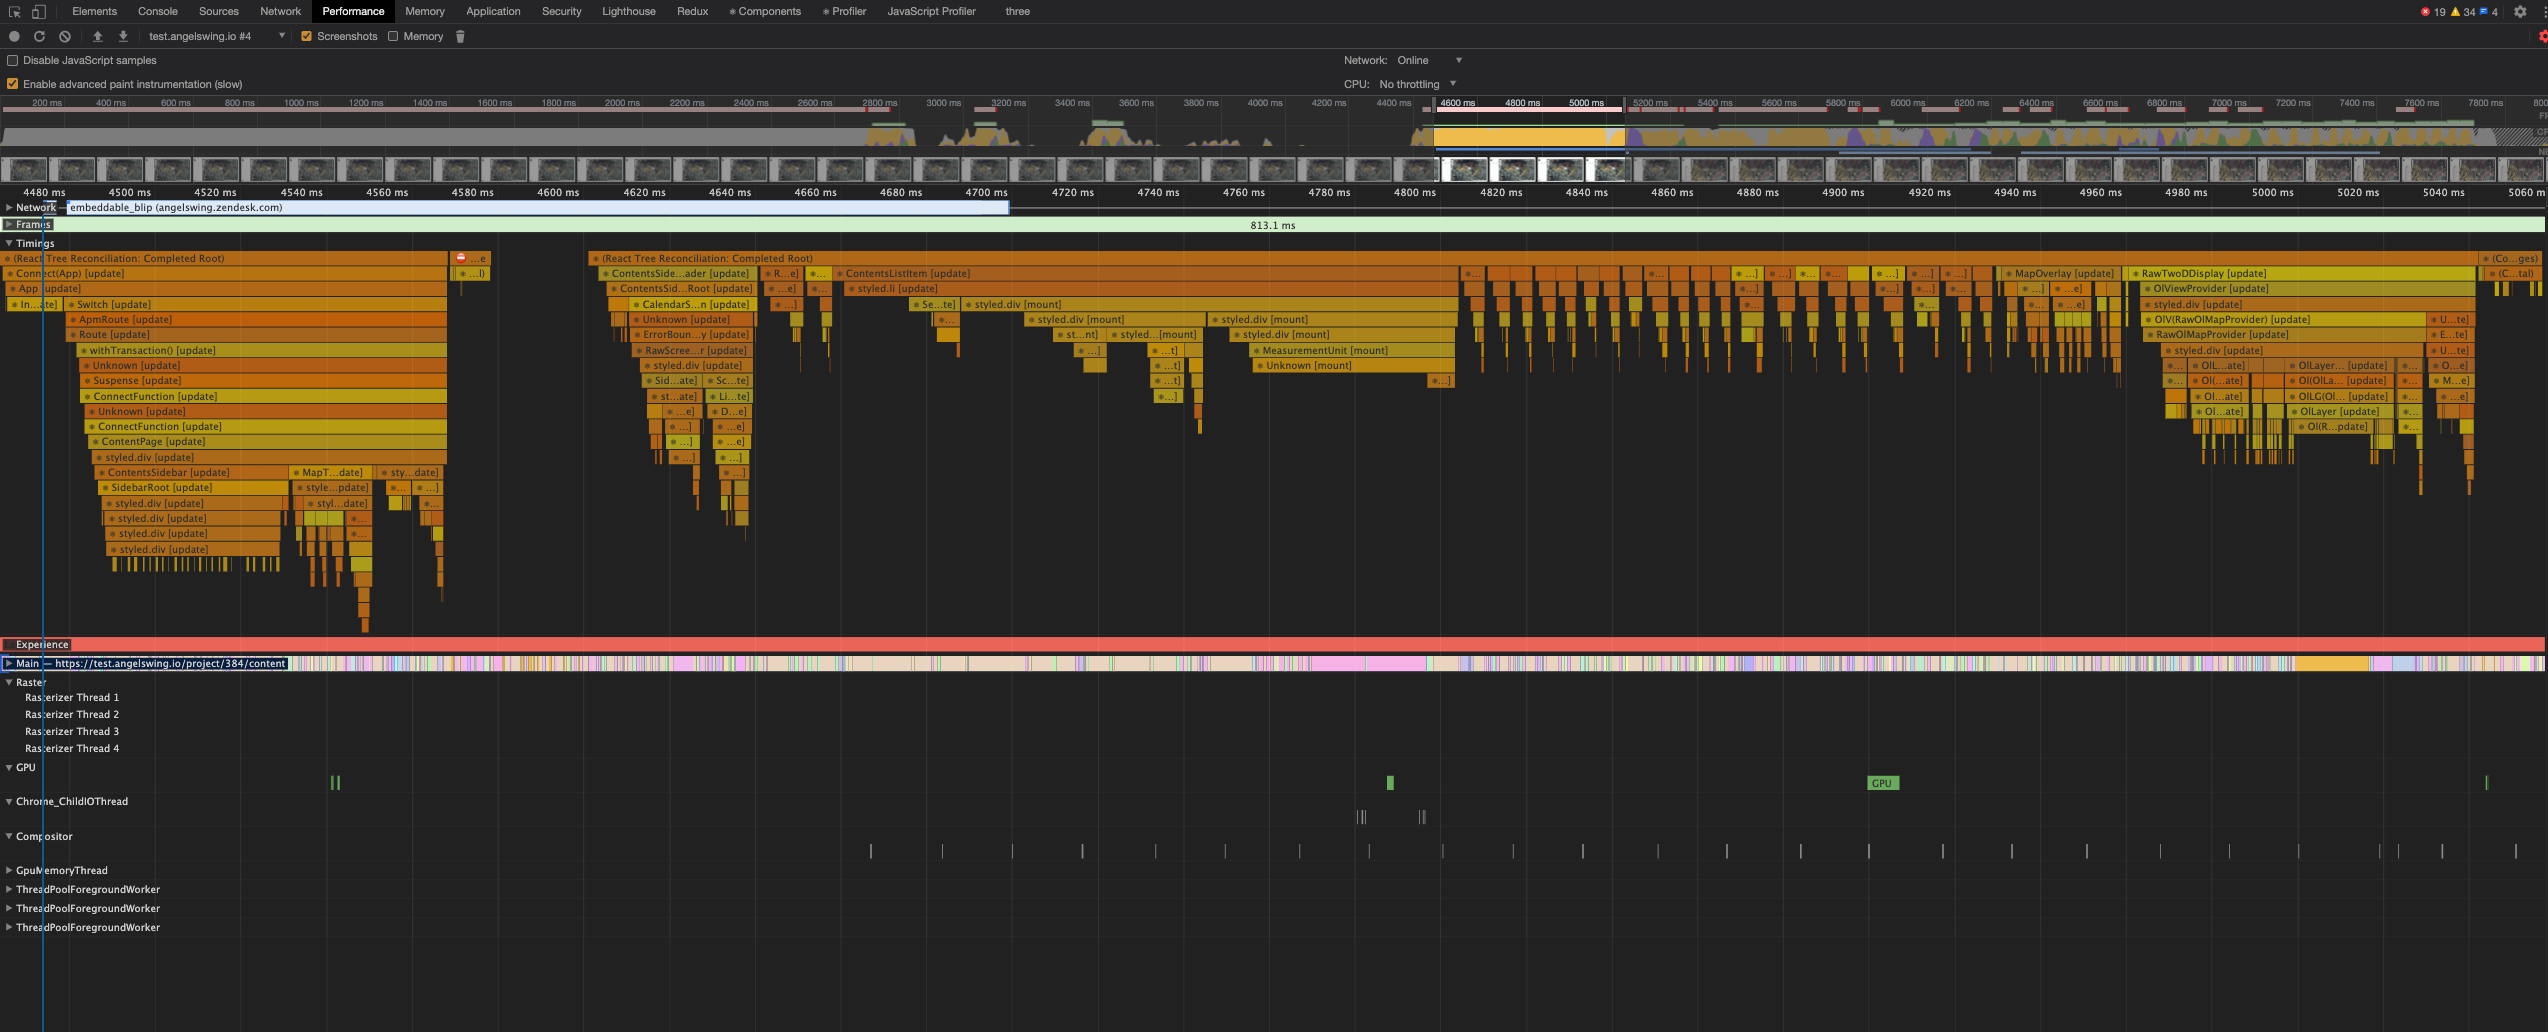 Elements Console Sources Network Performance Memory Application Security Lighthouse Redux Components Profiler JavaScript Profiler three 19 34 4
test.angelswing.io #4 Screenshots Memory
Disable JavaScript samples Network: Online
Enable advanced paint instrumentation (slow) CPU: No throttling
200 ms 400 ms 600 ms 800 ms 1000 ms 1200 ms 1400 ms 1600 ms 1800 ms 2000 ms 2200 ms 2400 ms 2600 ms 2800 ms 3000 ms 3200 ms 3400 ms 3600 ms 3800 ms 4000 ms 4200 ms 4400 ms 4600 ms 4800 ms 5000 ms 5200 ms 5400 ms 5600 ms 5800 ms 6000 ms 6200 ms 6400 ms 6600 ms 6800 ms 7000 ms 7200 ms 7400 ms 7600 ms 7800 ms
4480 ms 4500 ms 4520 ms 4540 ms 4560 ms 4580 ms 4600 ms 4620 ms 4640 ms 4660 ms 4680 ms 4700 ms 4720 ms 4740 ms 4760 ms 4780 ms 4800 ms 4820 ms 4840 ms 4860 ms 4880 ms 4900 ms 4920 ms 4940 ms 4960 ms 4980 ms 5000 ms 5020 ms 5040 ms 5060 m
Network embeddable_blip (angelswing.zendesk.com)
Frames 813.1 ms
Timings
(React Tree Reconciliation: Completed Root) ...e (React Tree Reconciliation: Completed Root) (Co...ges)
Connect(App) [update] ...l) ContentsSide...ader [update] R...e] ... ContentsListItem [update] ... ...] ...] ... ...] ... ... MapOverlay [update] RawTwoDDisplay [update] (C...tal)
App [update] ContentsSid...Root [update] ...e] ... styled.li [update] ...] ...e] OlViewProvider [update]
In...ate] Switch [update] CalendarS...n [update] ...] Se...te] styled.div [mount] ...] ...e] styled.div [update]
ApmRoute [update] Unknown [update] ... styled.div [mount] styled.div [mount] OlV(RawOlMapProvider) [update] U...te]
Route [update] ErrorBoun...y [update] st...nt] styled...[mount] styled.div [mount] RawOlMapProvider [update] E...te]
withTransaction() [update] RawScree...r [update] ...] ...t] MeasurementUnit [mount] styled.div [update] U...te]
Unknown [update] styled.div [update] ...t] Unknown [mount] ... OlL...ate] OlLayer... [update] ... O...e]
Suspense [update] Sid...ate] Sc...te] ...t] ...] ... Ol(...ate] Ol(OlLa... [update] ... M...e]
ConnectFunction [update] st...ate] Li...te] ...] Ol...ate] OlLG(Ol... [update] ... ...e]
Unknown [update] ...e] D...e] Ol...ate] OlLayer [update] ...
ConnectFunction [update] ...] ...e] Ol(R...pdate] ...
ContentPage [update] ...] ...e]
styled.div [update] ...] ...]
ContentsSidebar [update] MapT...date] sty...date] ...]
SidebarRoot [update] style...pdate] ... ...]
styled.div [update] styl...date] ...
styled.div [update] ...
styled.div [update] ...
styled.div [update]
Experience
Main — https://test.angelswing.io/project/384/content
Raster
Rasterizer Thread 1
Rasterizer Thread 2
Rasterizer Thread 3
Rasterizer Thread 4
GPU
GPU
Chrome_ChildIOThread
Compositor
GpuMemoryThread
ThreadPoolForegroundWorker
ThreadPoolForegroundWorker
ThreadPoolForegroundWorker